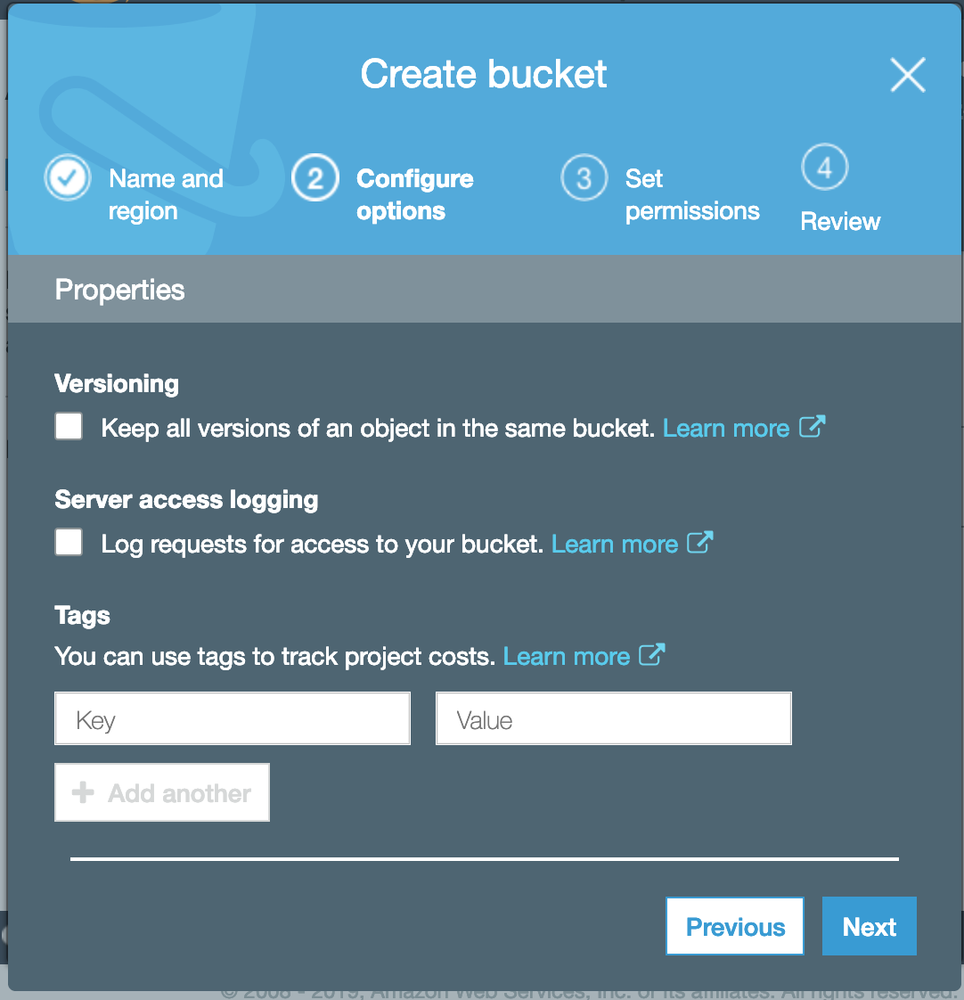 Create bucket
Name and
region
2
Configure
options
3
Set
permissions
4
Review
Properties
Versioning
Keep all versions of an object in the same bucket. Learn more
Server access logging
Log requests for access to your bucket. Learn more
Tags
You can use tags to track project costs. Learn more
Key
Value
Add another
Previous
Next
© 2008 - 2019, Amazon Web Services, Inc. or its affiliates. All rights reserved.